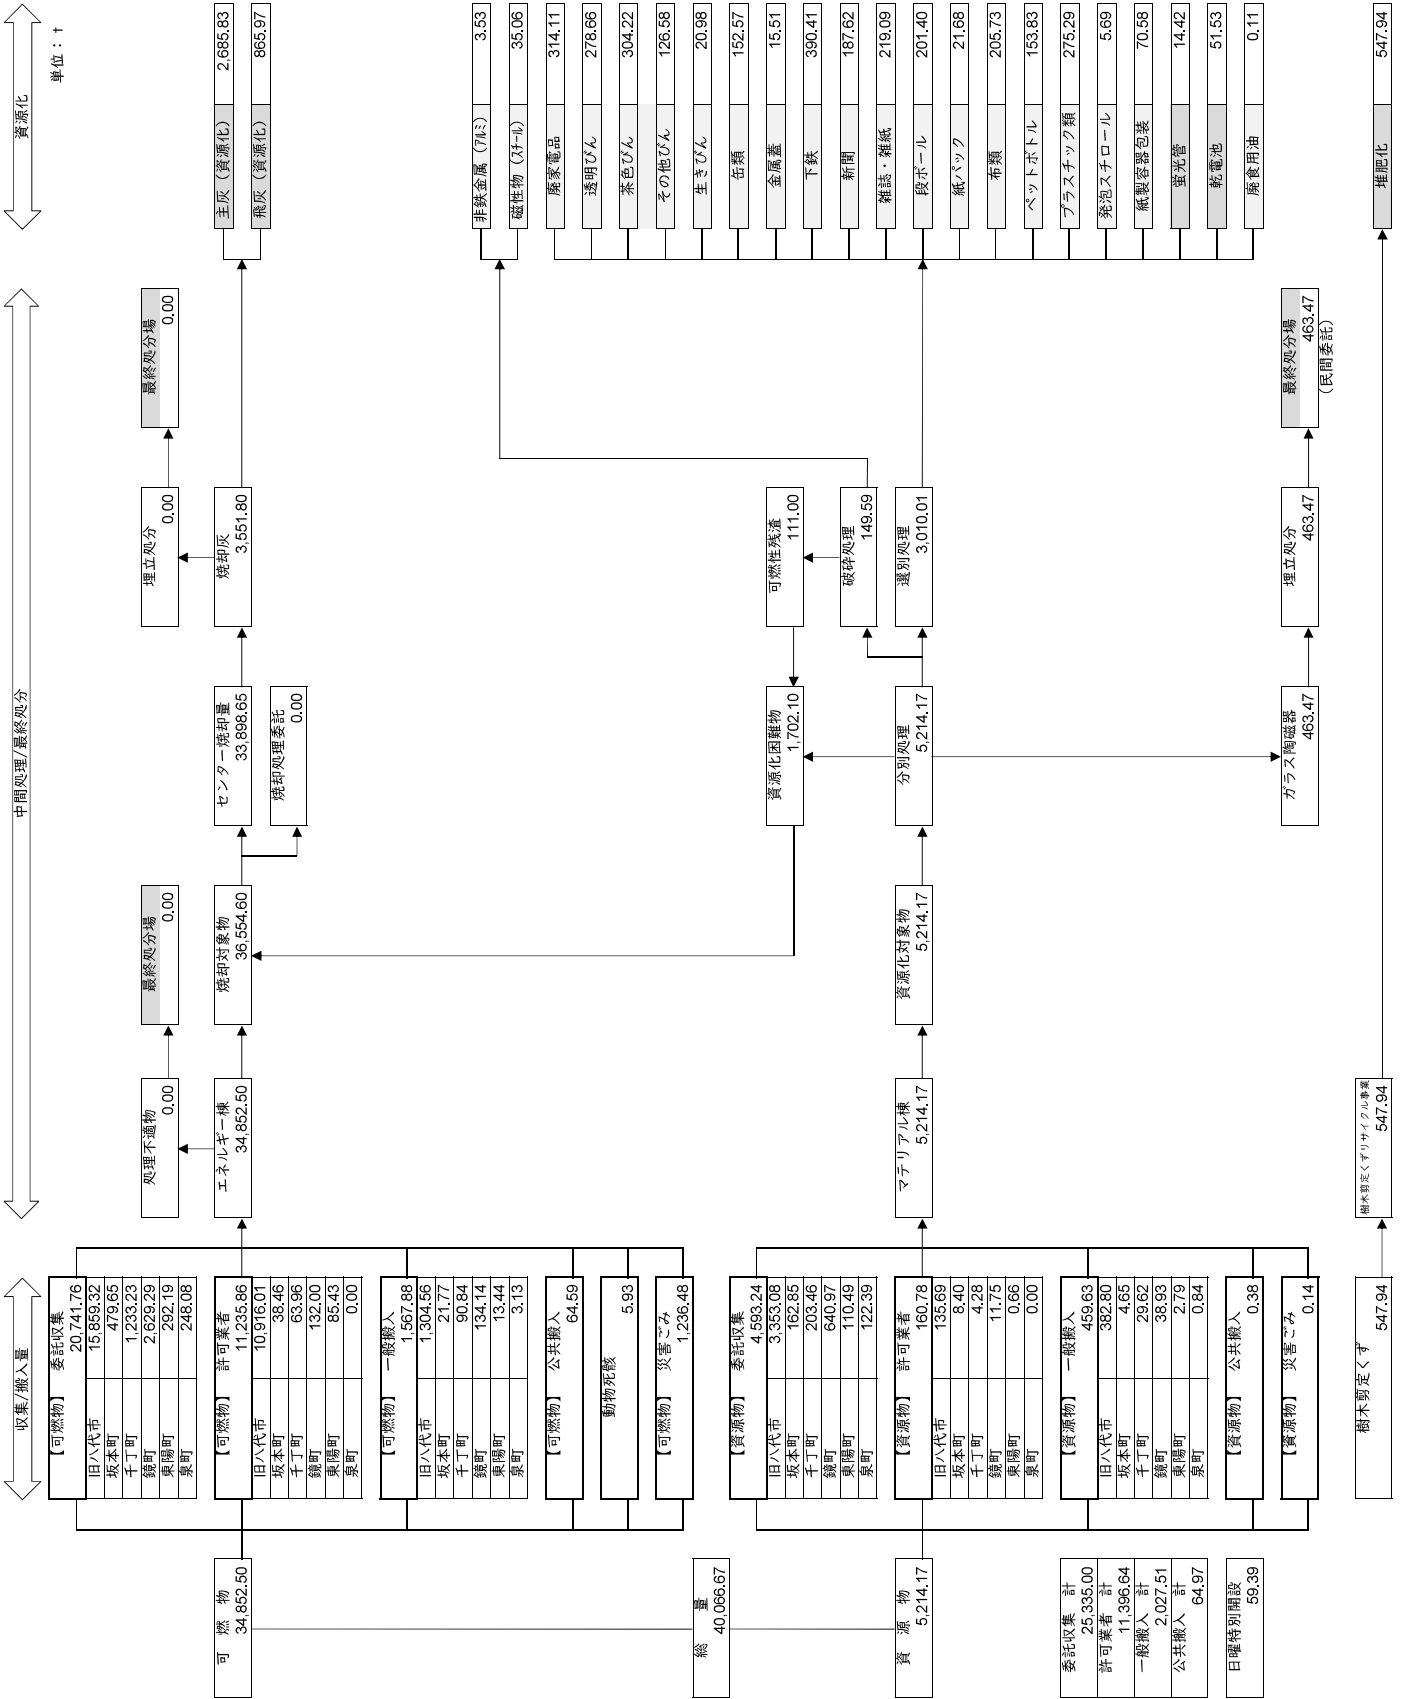 収集/搬入量
中間処理/最終処分
資源化
単位：t
可　燃　物
34,852.50
総　　量
40,066.67
資　源　物
5,214.17
委託収集　計
25,335.00
許可業者　計
11,396.64
一般搬入　計
2,027.51
公共搬入　計
64.97
日曜特別開設
59.39
【可燃物】　委託収集
20,741.76
旧八代市 15,859.32
坂本町 479.65
千丁町 1,233.23
鏡町 2,629.29
東陽町 292.19
泉町 248.08
【可燃物】　許可業者
11,235.86
旧八代市 10,916.01
坂本町 38.46
千丁町 63.96
鏡町 132.00
東陽町 85.43
泉町 0.00
【可燃物】　一般搬入
1,567.88
旧八代市 1,304.56
坂本町 21.77
千丁町 90.84
鏡町 134.14
東陽町 13.44
泉町 3.13
【可燃物】　公共搬入
64.59
動物死骸
5.93
【可燃物】　災害ごみ
1,236.48
【資源物】　委託収集
4,593.24
旧八代市 3,353.08
坂本町 162.85
千丁町 203.46
鏡町 640.97
東陽町 110.49
泉町 122.39
【資源物】　許可業者
160.78
旧八代市 135.69
坂本町 8.40
千丁町 4.28
鏡町 11.75
東陽町 0.66
泉町 0.00
【資源物】　一般搬入
459.63
旧八代市 382.80
坂本町 4.65
千丁町 29.62
鏡町 38.93
東陽町 2.79
泉町 0.84
【資源物】　公共搬入
0.38
【資源物】　災害ごみ
0.14
樹木剪定くず
547.94
処理不適物
0.00
エネルギー棟
34,852.50
マテリアル棟
5,214.17
樹木剪定くずリサイクル事業
547.94
最終処分場
0.00
焼却対象物
36,554.60
資源化対象物
5,214.17
センター焼却量
33,898.65
焼却処理委託
0.00
資源化困難物
1,702.10
分別処理
5,214.17
ガラス陶磁器
463.47
埋立処分
0.00
焼却灰
3,551.80
可燃性残渣
111.00
破砕処理
149.59
選別処理
3,010.01
埋立処分
463.47
最終処分場
0.00
最終処分場
463.47
（民間委託）
主灰（資源化） 2,685.83
飛灰（資源化） 865.97
非鉄金属（ｱﾙﾐ） 3.53
磁性物（ｽﾁｰﾙ） 35.06
廃家電品 314.11
透明びん 278.66
茶色びん 304.22
その他びん 126.58
生きびん 20.98
缶類 152.57
金属蓋 15.51
下鉄 390.41
新聞 187.62
雑誌・雑紙 219.09
段ボール 201.40
紙パック 21.68
布類 205.73
ペットボトル 153.83
プラスチック類 275.29
発泡スチロール 5.69
紙製容器包装 70.58
蛍光管 14.42
乾電池 51.53
廃食用油 0.11
堆肥化 547.94